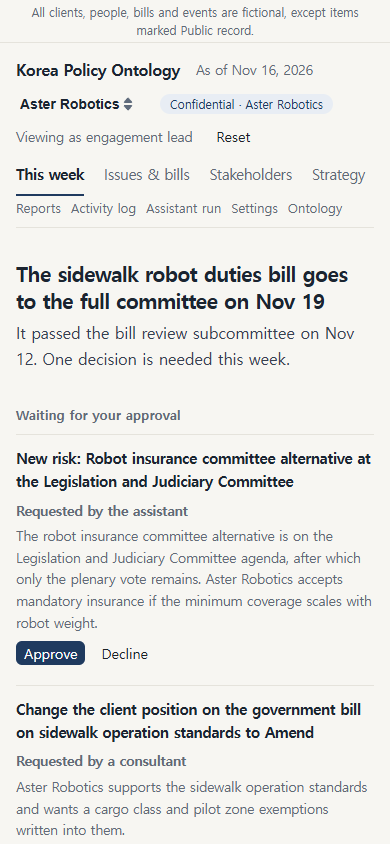 All clients, people, bills and events are fictional, except items
marked Public record.
Korea Policy Ontology As of Nov 16, 2026
Aster Robotics Confidential · Aster Robotics
Viewing as engagement lead Reset
This week Issues & bills Stakeholders Strategy
Reports Activity log Assistant run Settings Ontology
The sidewalk robot duties bill goes
to the full committee on Nov 19
It passed the bill review subcommittee on Nov
12. One decision is needed this week.
Waiting for your approval
New risk: Robot insurance committee alternative at
the Legislation and Judiciary Committee
Requested by the assistant
The robot insurance committee alternative is on the
Legislation and Judiciary Committee agenda, after which
only the plenary vote remains. Aster Robotics accepts
mandatory insurance if the minimum coverage scales with
robot weight.
Approve Decline
Change the client position on the government bill
on sidewalk operation standards to Amend
Requested by a consultant
Aster Robotics supports the sidewalk operation standards
and wants a cargo class and pilot zone exemptions
written into them.